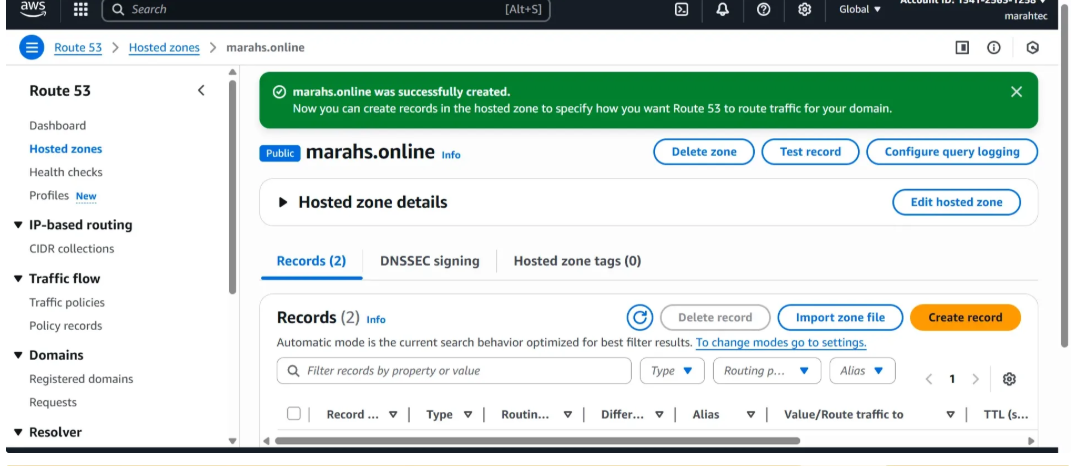 aws
Search
[Alt+S]
Global
marahtec
Route 53 > Hosted zones > marahs.online
Route 53
Dashboard
Hosted zones
Health checks
Profiles New
IP-based routing
CIDR collections
Traffic flow
Traffic policies
Policy records
Domains
Registered domains
Requests
Resolver
marahs.online was successfully created.
Now you can create records in the hosted zone to specify how you want Route 53 to route traffic for your domain.
Public marahs.online Info
Delete zone
Test record
Configure query logging
Hosted zone details
Edit hosted zone
Records (2)
DNSSEC signing
Hosted zone tags (0)
Records (2) Info
Delete record
Import zone file
Create record
Automatic mode is the current search behavior optimized for best filter results. To change modes go to settings.
Filter records by property or value
Type
Routing p...
Alias
1
Record ...
Type
Routin...
Differ...
Alias
Value/Route traffic to
TTL (s...